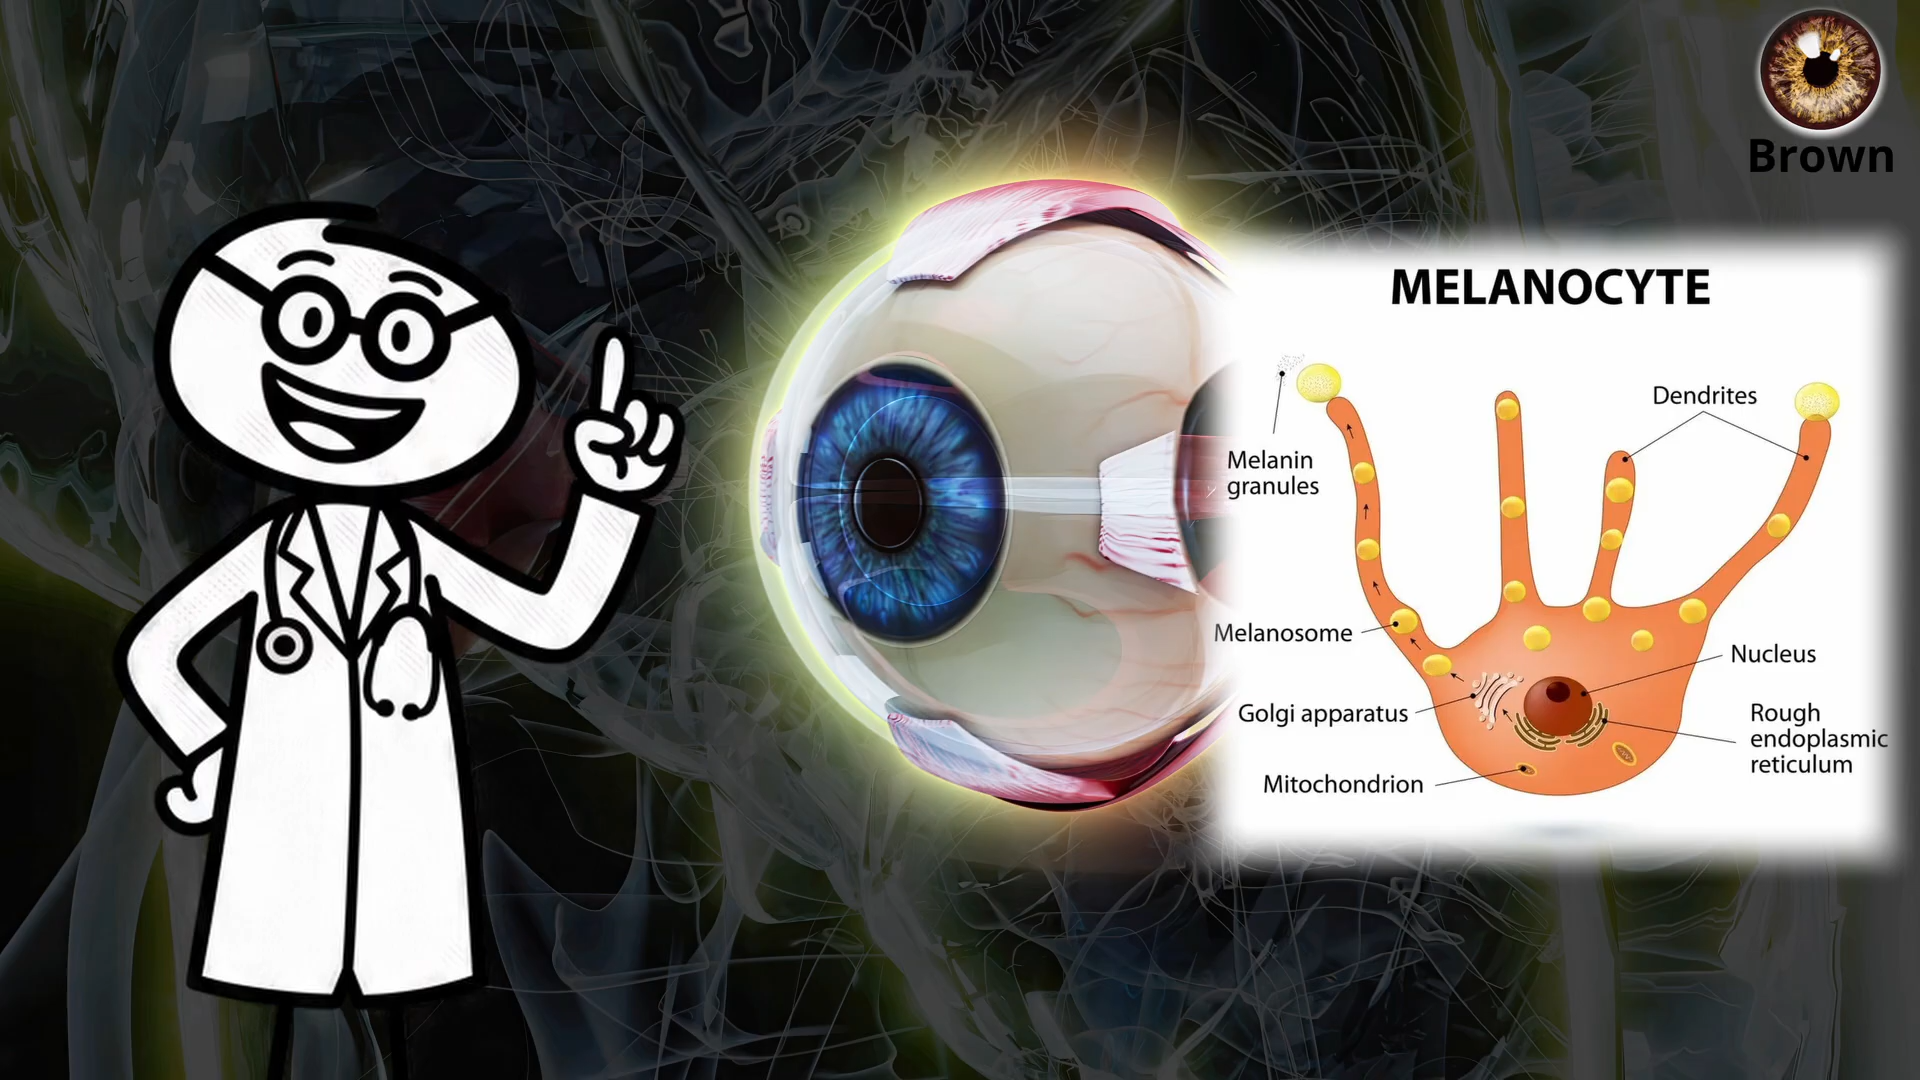 Brown
MELANOCYTE
Dendrites
Melanin
granules
Melanosome
Nucleus
Golgi apparatus
Rough
endoplasmic
reticulum
Mitochondrion